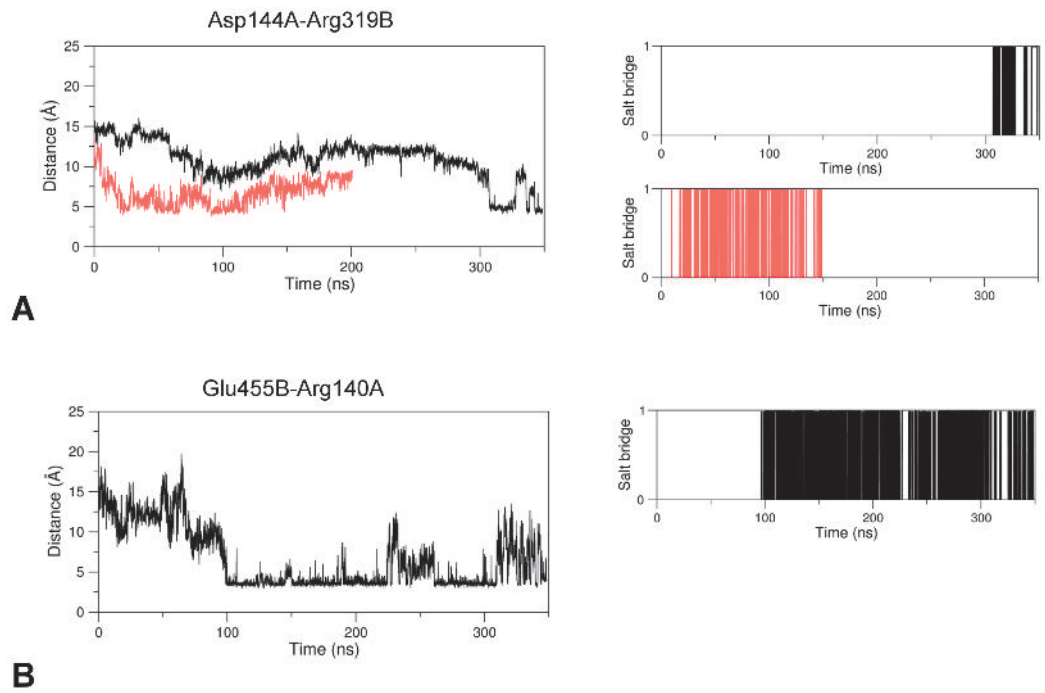 Asp144A-Arg319B
25
20
15
10
5
0
Distance (Å)
0
100
200
300
Time (ns)
1
0
Salt bridge
0
100
200
300
Time (ns)
1
0
Salt bridge
0
100
200
300
Time (ns)
A
Glu455B-Arg140A
25
20
15
10
5
0
Distance (Å)
0
100
200
300
Time (ns)
1
0
Salt bridge
0
100
200
300
Time (ns)
B